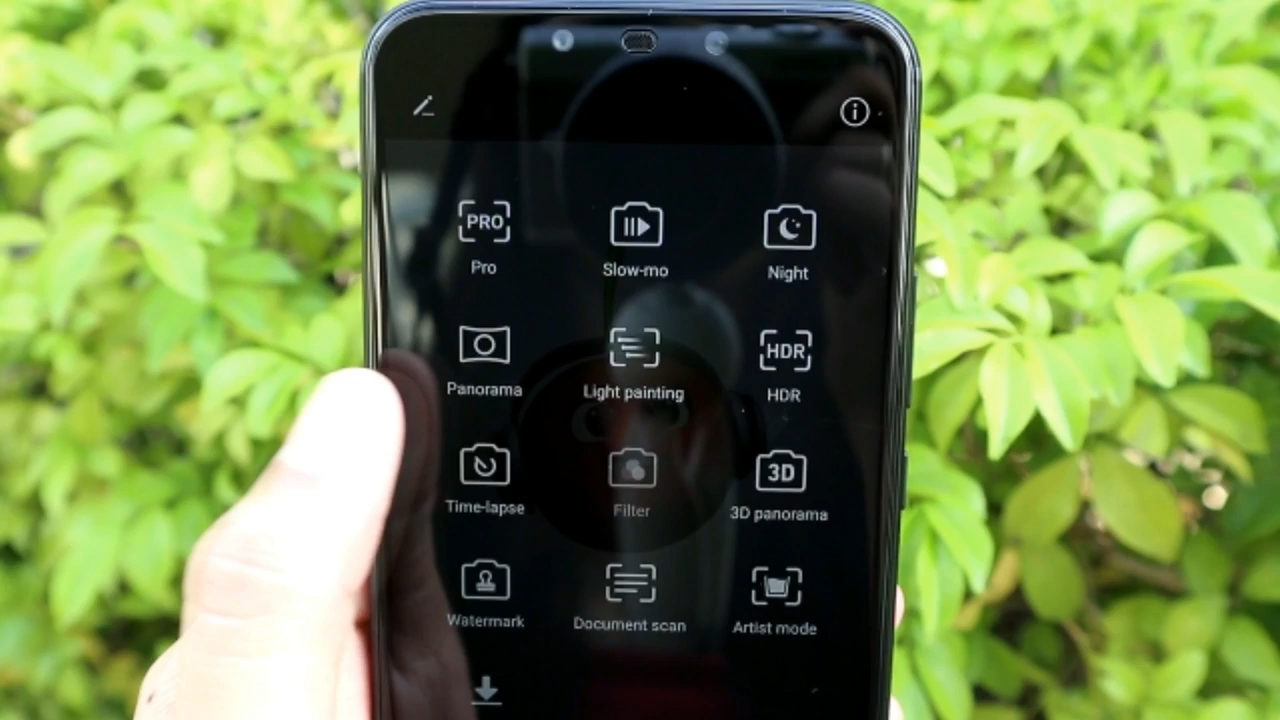 PRO
Pro
Slow-mo
Night
Panorama
Light painting
HDR
HDR
Time-lapse
Filter
3D
3D panorama
Watermark
Document scan
Artist mode